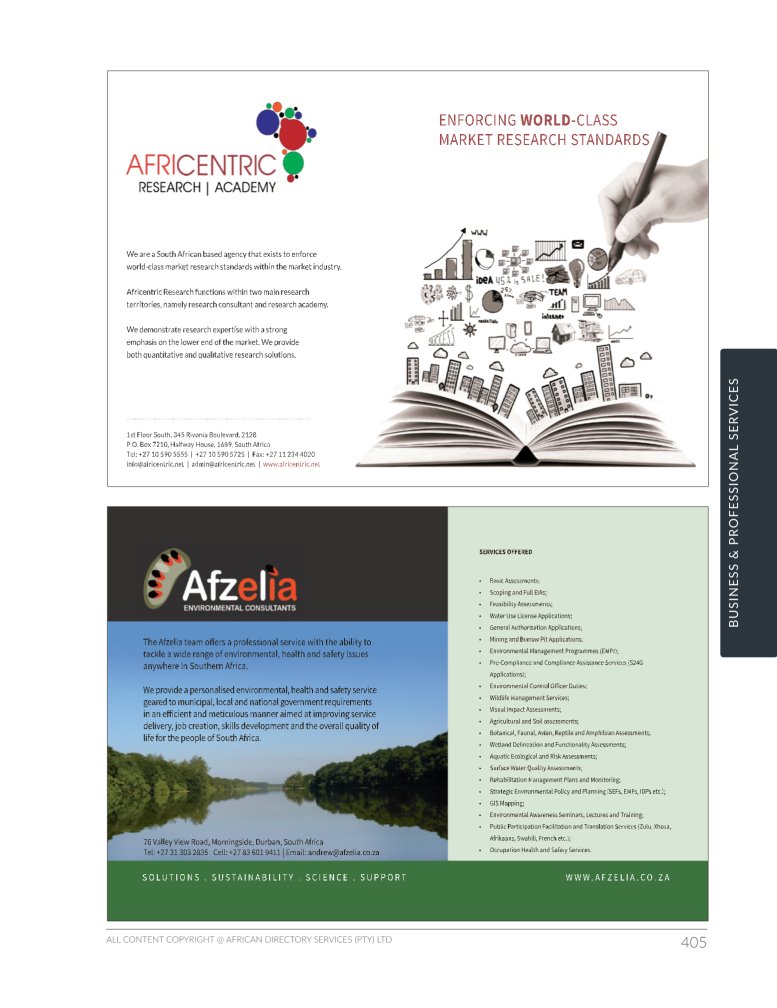 AFRICENTRIC
RESEARCH | ACADEMY
ENFORCING WORLD-CLASS
MARKET RESEARCH STANDARDS
We are a South African based agency that exists to enforce
world-class market research standards within the market industry.
Africentric Research functions within two main research
territories, namely research consultant and research academy.
We demonstrate research expertise with a strong
emphasis on the lower end of the market. We provide
both quantitative and qualitative research solutions.
1st Floor South, 345 Rivonia Boulevard, 2128
P.O. Box 7210, Halfway House, 1689, South Africa
Tel: +27 10 590 5555 | +27 10 590 5725 | Fax: +27 11 234 4020
info@africentric.net | admin@africentric.net | www.africentric.net
WWW
iDEA 45% is SALE!
25%
TEAM
internet
BUSINESS & PROFESSIONAL SERVICES
Afzelia
ENVIRONMENTAL CONSULTANTS
The Afzelia team offers a professional service with the ability to
tackle a wide range of environmental, health and safety issues
anywhere in Southern Africa.
We provide a personalised environmental, health and safety service
geared to municipal, local and national government requirements
in an efficient and meticulous manner aimed at improving service
delivery, job creation, skills development and the overall quality of
life for the people of South Africa.
76 Valley View Road, Morningside, Durban, South Africa
Tel: +27 31 303 2835 Cell: +27 83 601 9411 | Email: andrew@afzelia.co.za
SERVICES OFFERED
• Basic Assessments;
• Scoping and Full EIAs;
• Feasibility Assessments;
• Water Use License Applications;
• General Authorisation Applications;
• Mining and Borrow Pit Applications;
• Environmental Management Programmes (EMPr);
• Pre-Compliance and Compliance Assistance Services (S24G
Applications);
• Environmental Control Officer Duties;
• Wildlife Management Services;
• Visual Impact Assessments;
• Agricultural and Soil assessments;
• Botanical, Faunal, Avian, Reptile and Amphibian Assessments;
• Wetland Delineation and Functionality Assessments;
• Aquatic Ecological and Risk Assessments;
• Surface Water Quality Assessments;
• Rehabilitation Management Plans and Monitoring;
• Strategic Environmental Policy and Planning (SEFs, EMFs, IDPs etc.);
• GIS Mapping;
• Environmental Awareness Seminars, Lectures and Training;
• Public Participation Facilitation and Translation Services (Zulu, Xhosa,
Afrikaans, Swahili, French etc.);
• Occupation Health and Safety Services.
SOLUTIONS . SUSTAINABILITY . SCIENCE . SUPPORT
WWW.AFZELIA.CO.ZA
ALL CONTENT COPYRIGHT @ AFRICAN DIRECTORY SERVICES (PTY) LTD
405